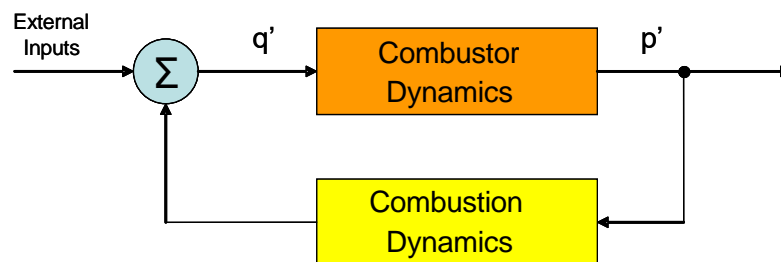 External
Inputs
Σ
q’
Combustor
Dynamics
p’
Combustion
Dynamics